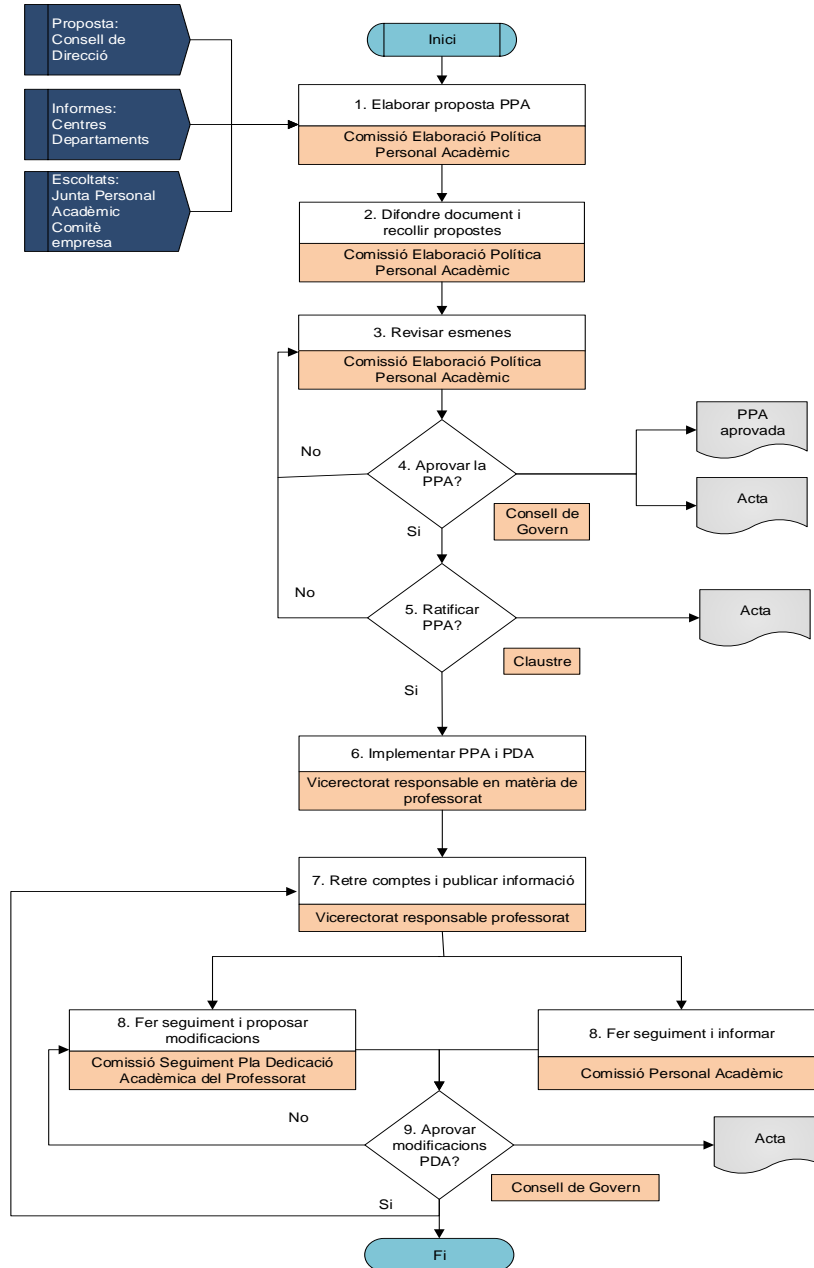 Proposta:
Consell de
Direcció
Informes:
Centres
Departaments
Escoltats:
Junta Personal
Acadèmic
Comitè
empresa
Inici
1. Elaborar proposta PPA
Comissió Elaboració Política
Personal Acadèmic
2. Difondre document i
recollir propostes
Comissió Elaboració Política
Personal Acadèmic
3. Revisar esmenes
Comissió Elaboració Política
Personal Acadèmic
No
4. Aprovar la
PPA?
PPA
aprovada
Acta
Consell de
Govern
Si
No
5. Ratificar
PPA?
Acta
Claustre
Si
6. Implementar PPA i PDA
Vicerectorat responsable en matèria de
professorat
7. Retre comptes i publicar informació
Vicerectorat responsable professorat
8. Fer seguiment i proposar
modificacions
Comissió Seguiment Pla Dedicació
Acadèmica del Professorat
8. Fer seguiment i informar
Comissió Personal Acadèmic
No
9. Aprovar
modificacions
PDA?
Acta
Consell de Govern
Si
Fi